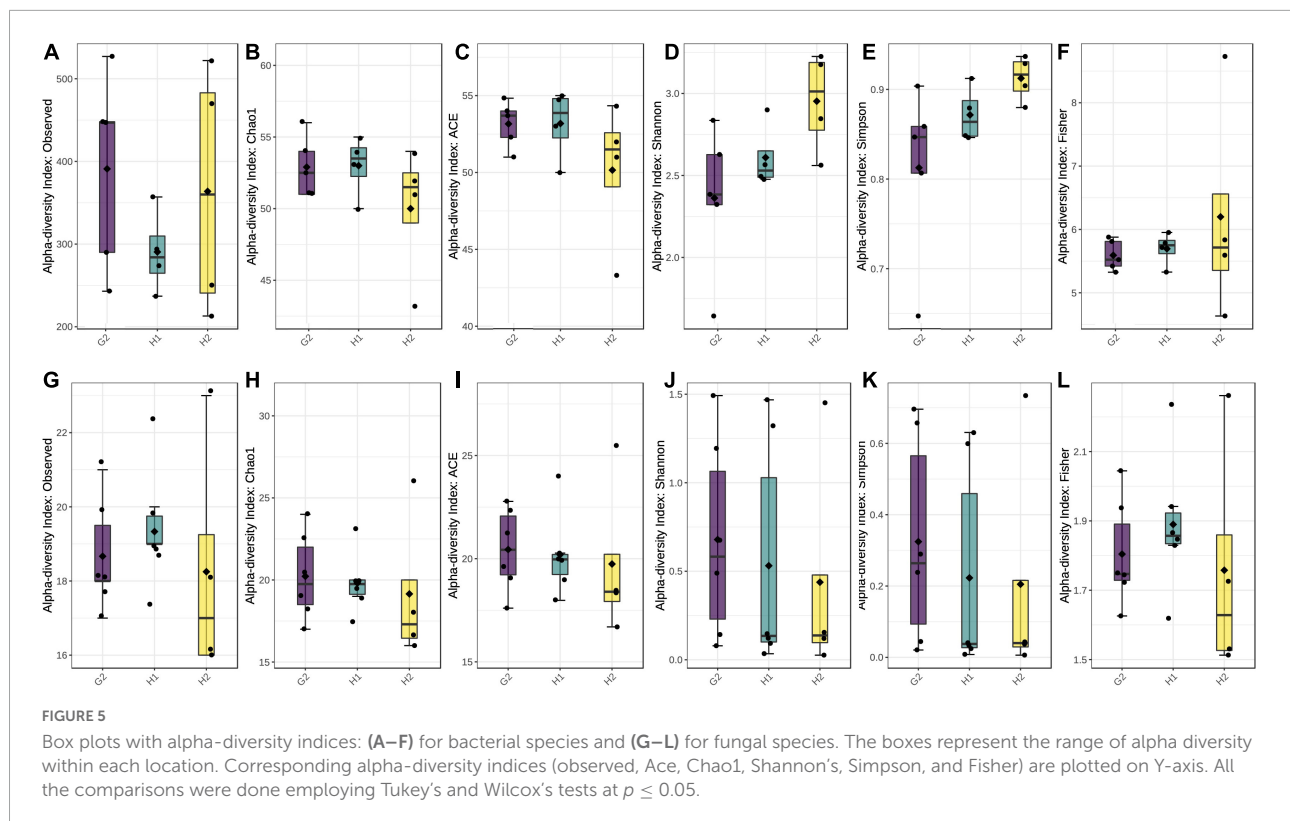 A
Alpha-diversity Index: Observed
500
400
300
200
G2
H1
H2
B
Alpha-diversity Index: Chao1
60
55
50
45
G2
H1
H2
C
Alpha-diversity Index: ACE
55
50
45
40
G2
H1
H2
D
Alpha-diversity Index: Shannon
3.0
2.5
2.0
G2
H1
H2
E
Alpha-diversity Index: Simpson
0.9
0.8
0.7
G2
H1
H2
F
Alpha-diversity Index: Fisher
9
8
7
6
5
G2
H1
H2
G
Alpha-diversity Index: Observed
22
20
18
16
G2
H1
H2
H
Alpha-diversity Index: Chao1
30
25
20
15
G2
H1
H2
I
Alpha-diversity Index: ACE
25
20
15
G2
H1
H2
J
Alpha-diversity Index: Shannon
1.5
1.0
0.5
0.0
G2
H1
H2
K
Alpha-diversity Index: Simpson
0.6
0.4
0.2
0.0
G2
H1
H2
L
Alpha-diversity Index: Fisher
2.1
1.9
1.7
1.5
G2
H1
H2
FIGURE 5
Box plots with alpha-diversity indices: (A–F) for bacterial species and (G–L) for fungal species. The boxes represent the range of alpha diversity
within each location. Corresponding alpha-diversity indices (observed, Ace, Chao1, Shannon's, Simpson, and Fisher) are plotted on Y-axis. All
the comparisons were done employing Tukey's and Wilcox's tests at p ≤ 0.05.